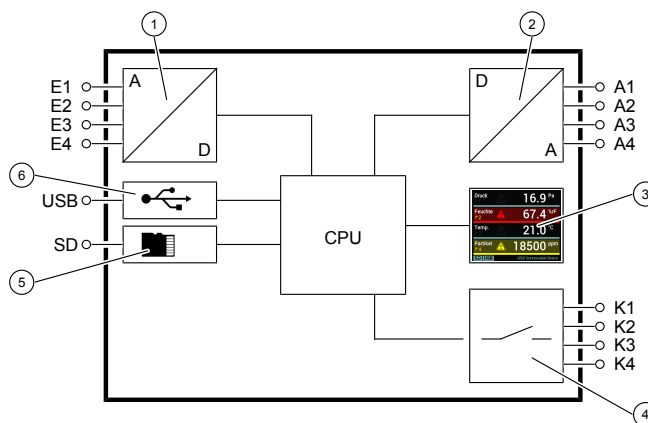 1
2
A
D
E1
E2
E3
E4
D
A
A1
A2
A3
A4
6
USB
SD
5
CPU
Druck 16.9 Pa
Feuchte 67.4 %rF
Temp. 21.0 °C
Partikel 18500 ppm
3
K1
K2
K3
K4
4